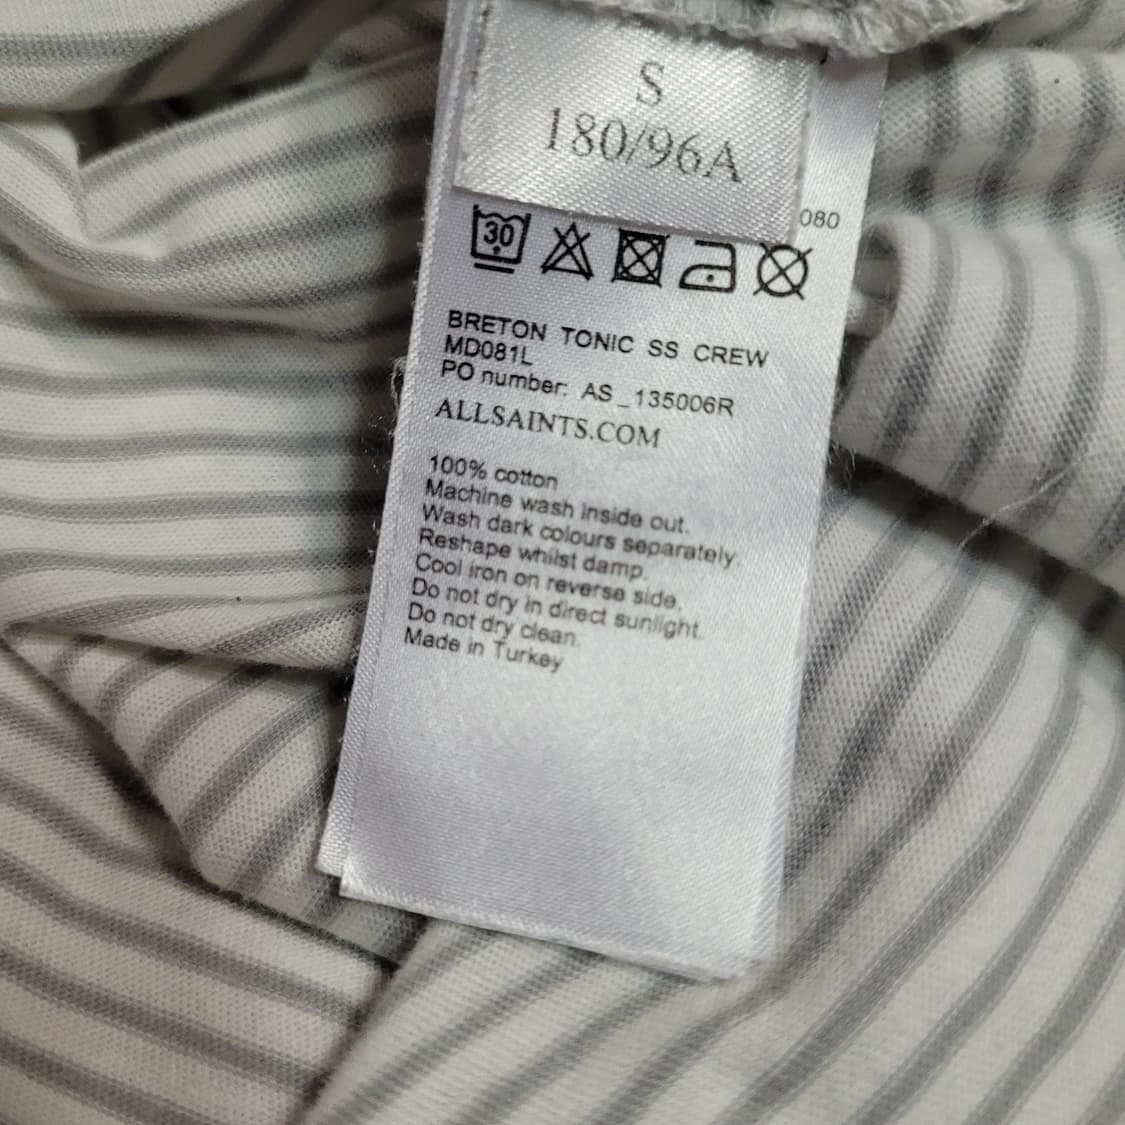 S
180/96A
080
30
BRETON TONIC SS CREW
MD081L
PO number: AS_135006R
ALLSAINTS.COM
100% cotton
Machine wash inside out.
Wash dark colours separately.
Reshape whilst damp.
Cool iron on reverse side.
Do not dry in direct sunlight.
Do not dry clean.
Made in Turkey